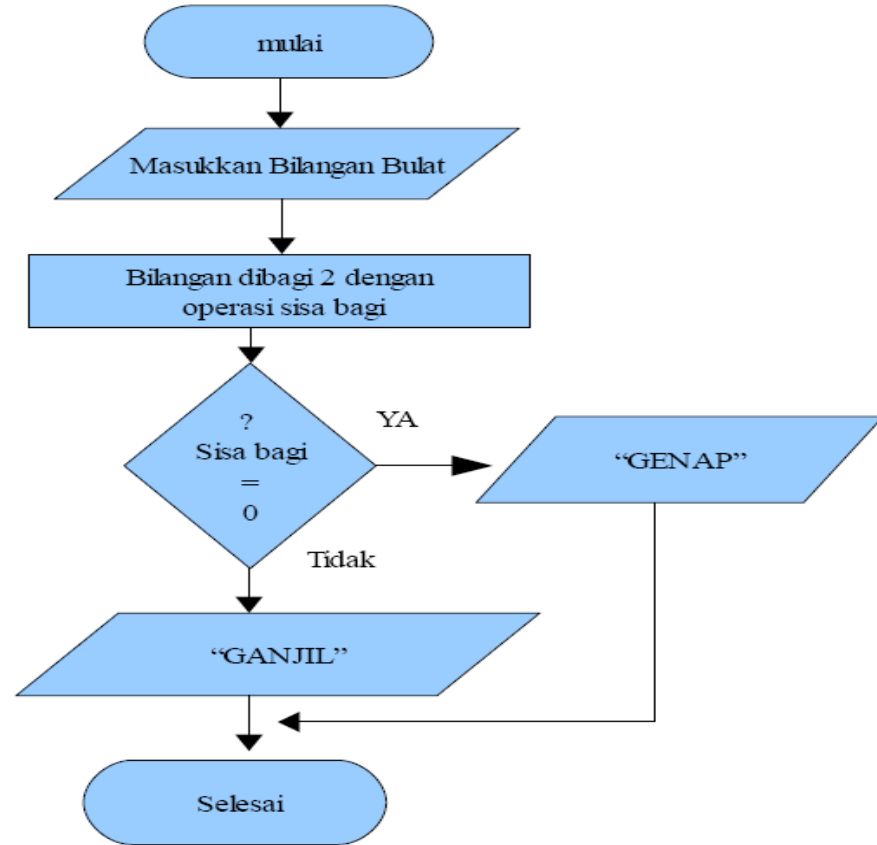 mulai
Masukkan Bilangan Bulat
Bilangan dibagi 2 dengan
operasi sisa bagi
?
Sisa bagi
=
0
YA
“GENAP”
Tidak
“GANJIL”
Selesai